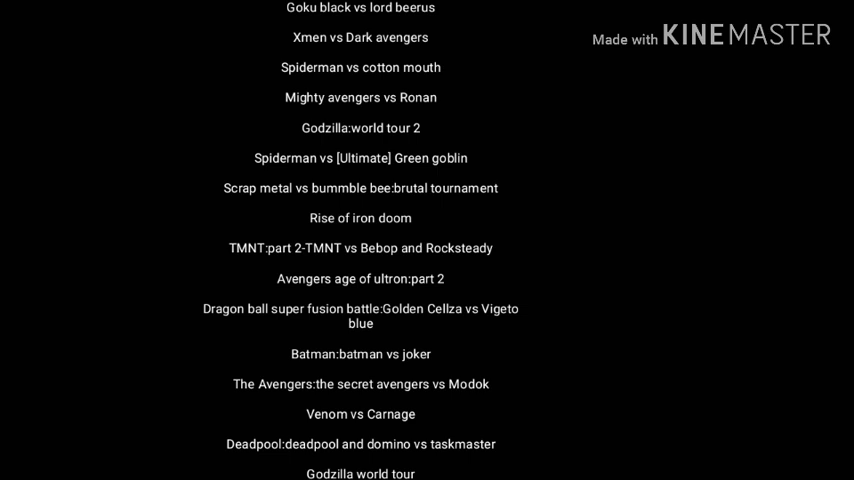 Goku black vs lord beerus
Made with KINEMASTER
Xmen vs Dark avengers
Spiderman vs cotton mouth
Mighty avengers vs Ronan
Godzilla:world tour 2
Spiderman vs [Ultimate] Green goblin
Scrap metal vs bummble bee:brutal tournament
Rise of iron doom
TMNT:part 2-TMNT vs Bebop and Rocksteady
Avengers age of ultron:part 2
Dragon ball super fusion battle:Golden Cellza vs Vigeto
blue
Batman:batman vs joker
The Avengers:the secret avengers vs Modok
Venom vs Carnage
Deadpool:deadpool and domino vs taskmaster
Godzilla world tour